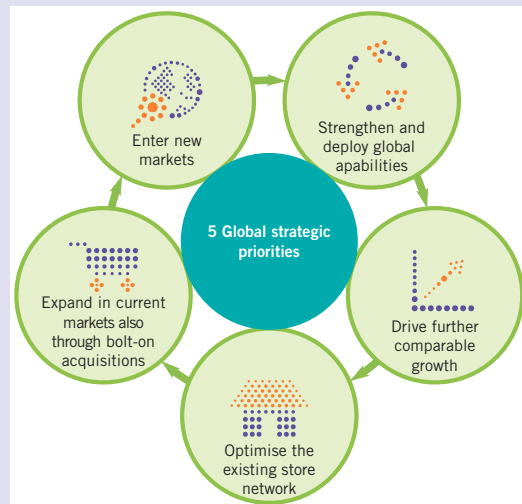 Enter new
markets
Strengthen and
deploy global
apabilities
5 Global strategic
priorities
Drive further
comparable
growth
Optimise the
existing store
network
Expand in current
markets also
through bolt-on
acquisitions